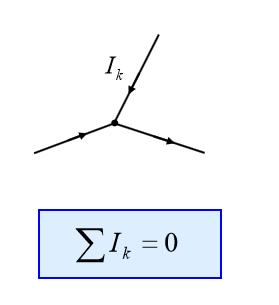 I_k
∑ I_k = 0